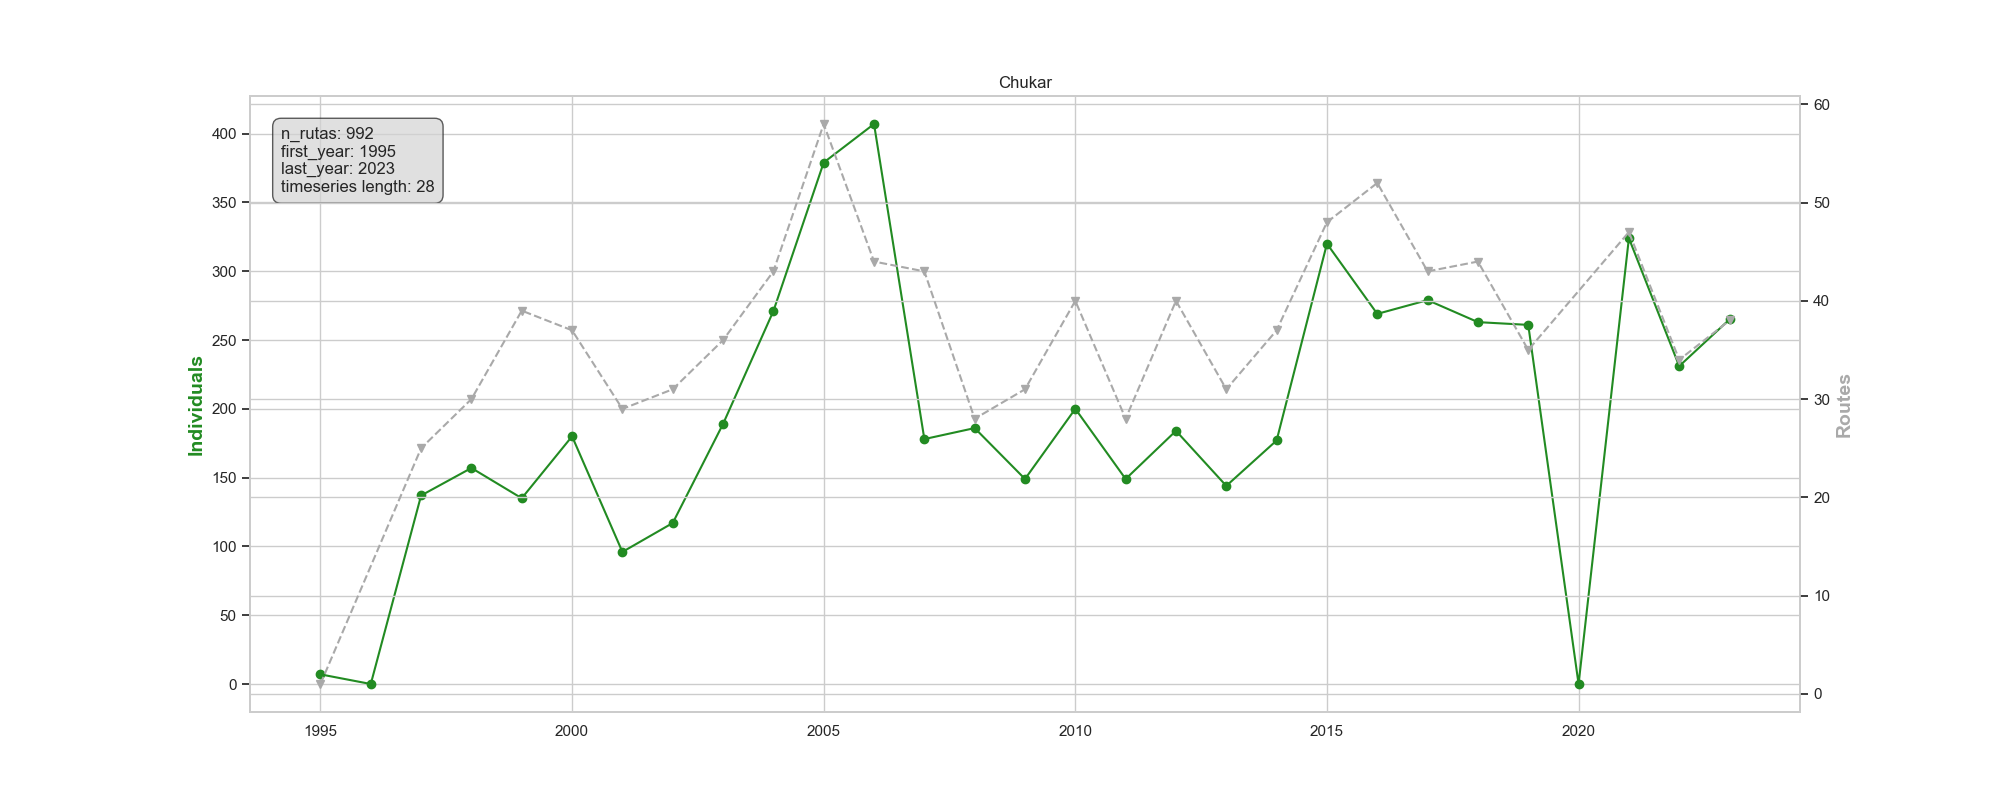 Chukar
n_rutas: 992
first_year: 1995
last_year: 2023
timeseries length: 28
400
350
300
250
200
150
100
50
0
Individuals
60
50
40
30
20
10
0
Routes
1995 2000 2005 2010 2015 2020